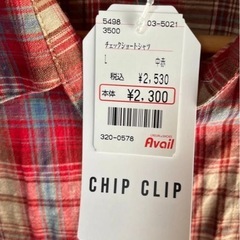 5498 03-5021
3500
チェックショートシャツ
L 中赤
税込 ¥2,530
本体 ¥2,300
320-0578
Avail
CHIP CLIP